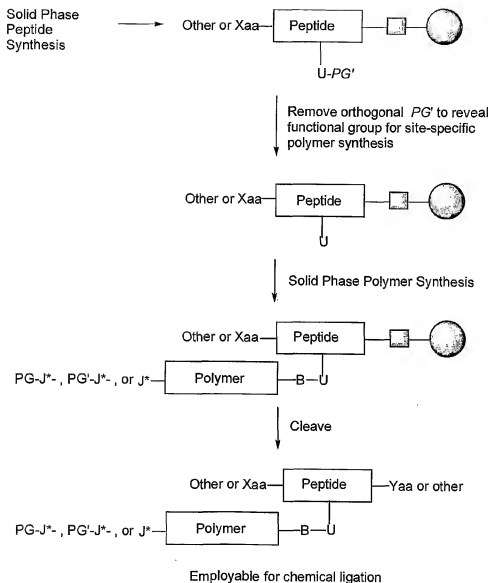 Solid Phase
Peptide
Synthesis
Other or Xaa
Peptide
U-PG'
Remove orthogonal PG' to reveal
functional group for site-specific
polymer synthesis
Other or Xaa
Peptide
U
Solid Phase Polymer Synthesis
Other or Xaa
Peptide
PG-J*- , PG'-J*- , or J*
Polymer
B
U
Cleave
Other or Xaa
Peptide
Yaa or other
PG-J*- , PG'-J*- , or J*
Polymer
B
U
Employable for chemical ligation